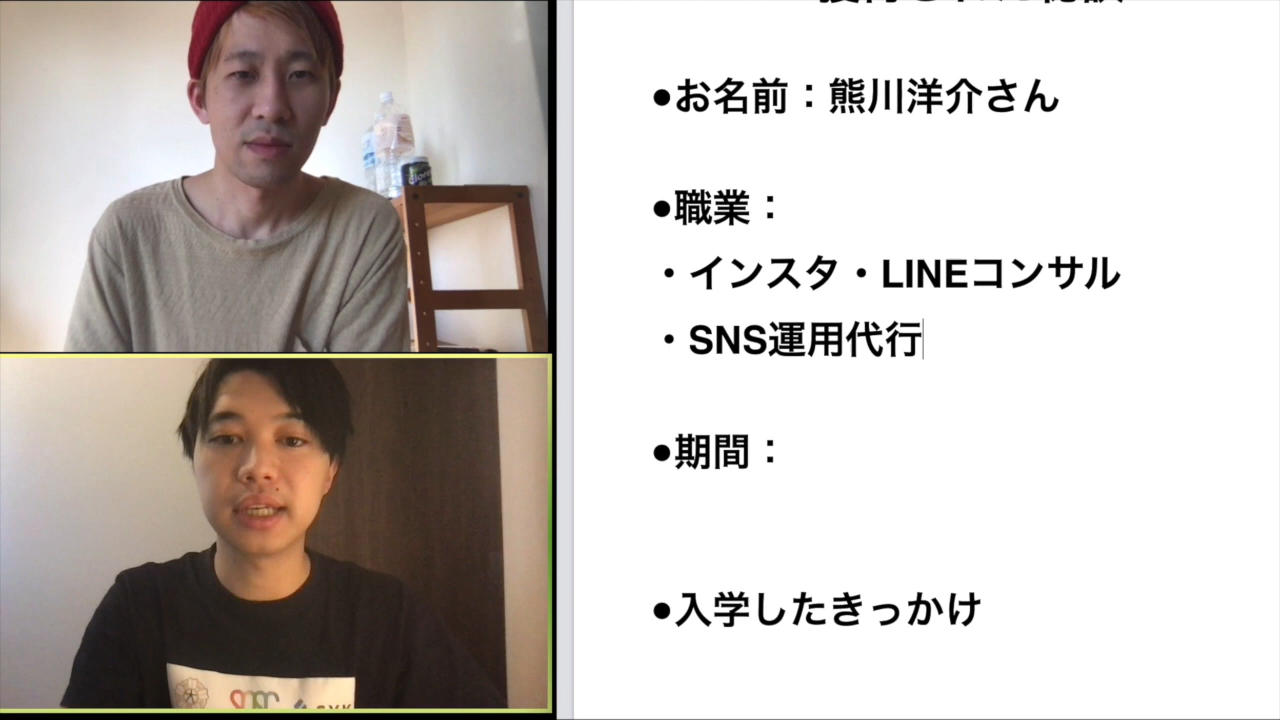 ●お名前：熊川洋介さん
●職業：
・インスタ・LINEコンサル
・SNS運用代行
●期間：
●入学したきっかけ